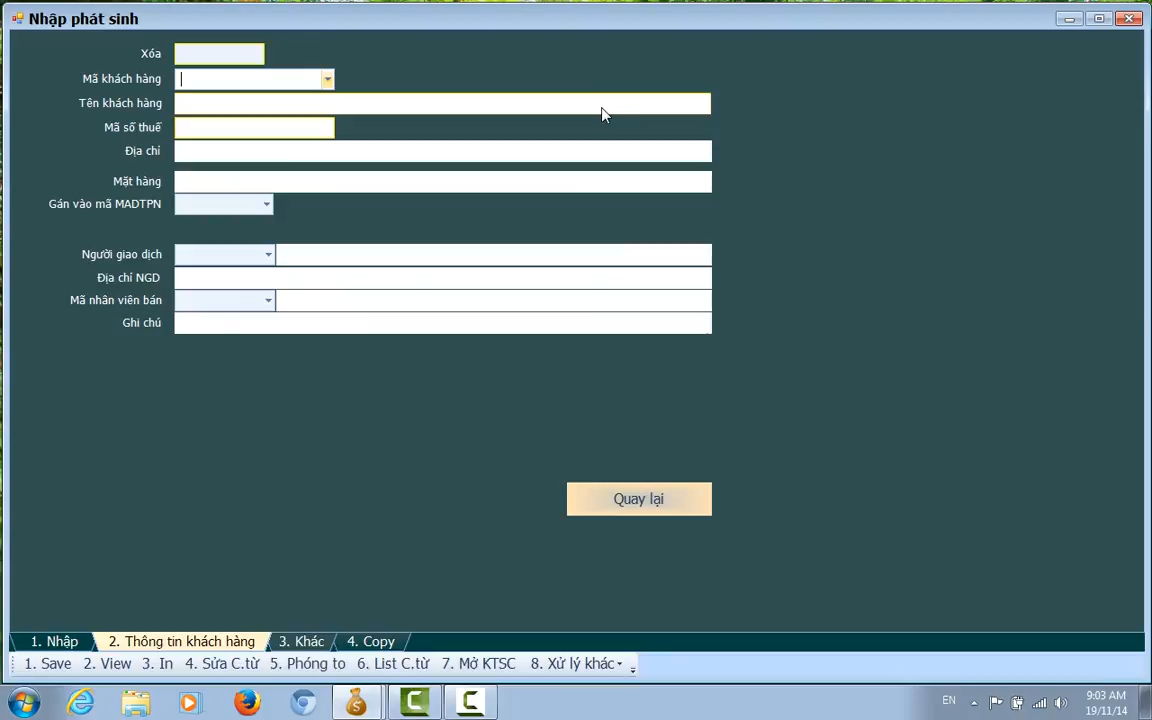 Nhập phát sinh
Xóa
Mã khách hàng
Tên khách hàng
Mã số thuế
Địa chỉ
Mặt hàng
Gán vào mã MADTPN
Người giao dịch
Địa chỉ NGD
Mã nhân viên bán
Ghi chú
Quay lại
1. Nhập 2. Thông tin khách hàng 3. Khác 4. Copy
1. Save 2. View 3. In 4. Sửa C.từ 5. Phóng to 6. List C.từ 7. Mở KTSC 8. Xử lý khác
EN 9:03 AM
19/11/14